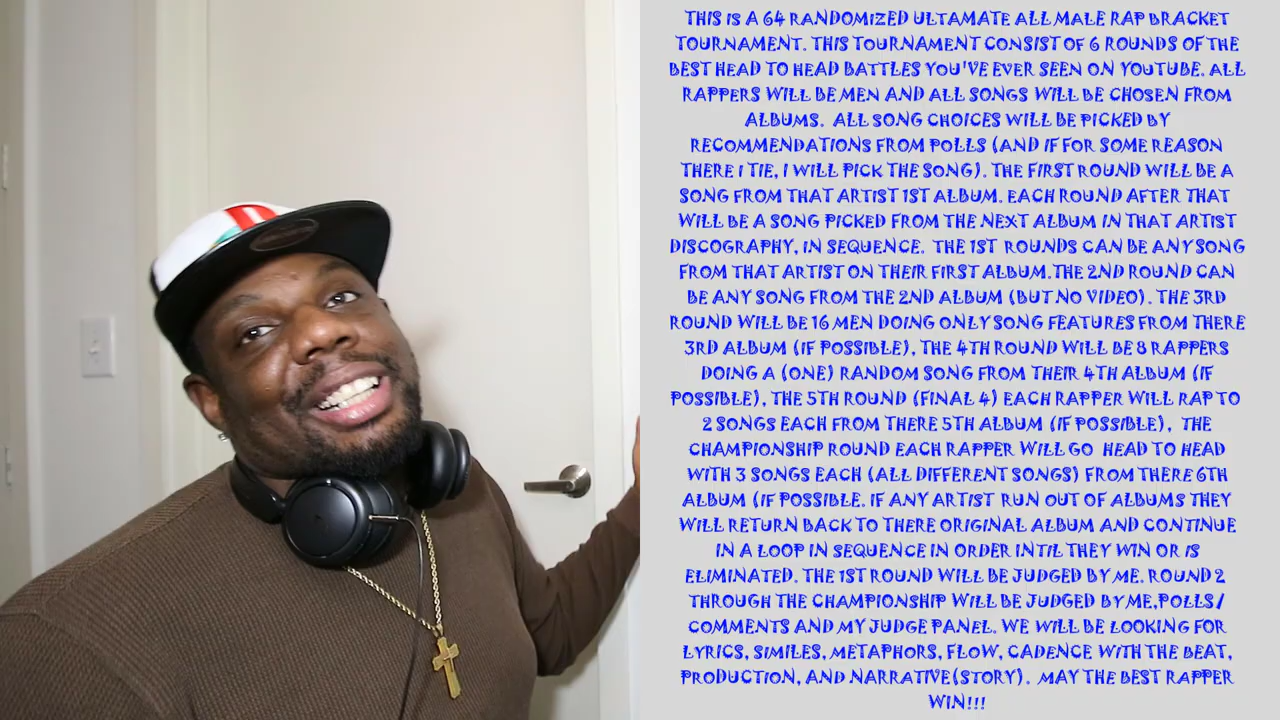 THIS IS A 64 RANDOMIZED ULTAMATE ALL MALE RAP BRACKET
TOURNAMENT. THIS TOURNAMENT CONSIST OF 6 ROUNDS OF THE
BEST HEAD TO HEAD BATTLES YOU'VE EVER SEEN ON YOUTUBE. ALL
RAPPERS WILL BE MEN AND ALL SONGS WILL BE CHOSEN FROM
ALBUMS. ALL SONG CHOICES WILL BE PICKED BY
RECOMMENDATIONS FROM POLLS (AND IF FOR SOME REASON
THERE I TIE, I WILL PICK THE SONG). THE FIRST ROUND WILL BE A
SONG FROM THAT ARTIST 1ST ALBUM. EACH ROUND AFTER THAT
WILL BE A SONG PICKED FROM THE NEXT ALBUM IN THAT ARTIST
DISCOGRAPHY, IN SEQUENCE. THE 1ST ROUNDS CAN BE ANY SONG
FROM THAT ARTIST ON THEIR FIRST ALBUM.THE 2ND ROUND CAN
BE ANY SONG FROM THE 2ND ALBUM (BUT NO VIDEO). THE 3RD
ROUND WILL BE 16 MEN DOING ONLY SONG FEATURES FROM THERE
3RD ALBUM (IF POSSIBLE), THE 4TH ROUND WILL BE 8 RAPPERS
DOING A (ONE) RANDOM SONG FROM THEIR 4TH ALBUM (IF
POSSIBLE), THE 5TH ROUND (FINAL 4) EACH RAPPER WILL RAP TO
2 SONGS EACH FROM THERE 5TH ALBUM (IF POSSIBLE), THE
CHAMPIONSHIP ROUND EACH RAPPER WILL GO HEAD TO HEAD
WITH 3 SONGS EACH (ALL DIFFERENT SONGS) FROM THERE 6TH
ALBUM (IF POSSIBLE. IF ANY ARTIST RUN OUT OF ALBUMS THEY
WILL RETURN BACK TO THERE ORIGINAL ALBUM AND CONTINUE
IN A LOOP IN SEQUENCE IN ORDER INTIL THEY WIN OR IS
ELIMINATED. THE 1ST ROUND WILL BE JUDGED BY ME. ROUND 2
THROUGH THE CHAMPIONSHIP WILL BE JUDGED BY ME,POLLS/
COMMENTS AND MY JUDGE PANEL. WE WILL BE LOOKING FOR
LYRICS, SIMILES, METAPHORS, FLOW, CADENCE WITH THE BEAT,
PRODUCTION, AND NARRATIVE(STORY). MAY THE BEST RAPPER
WIN!!!